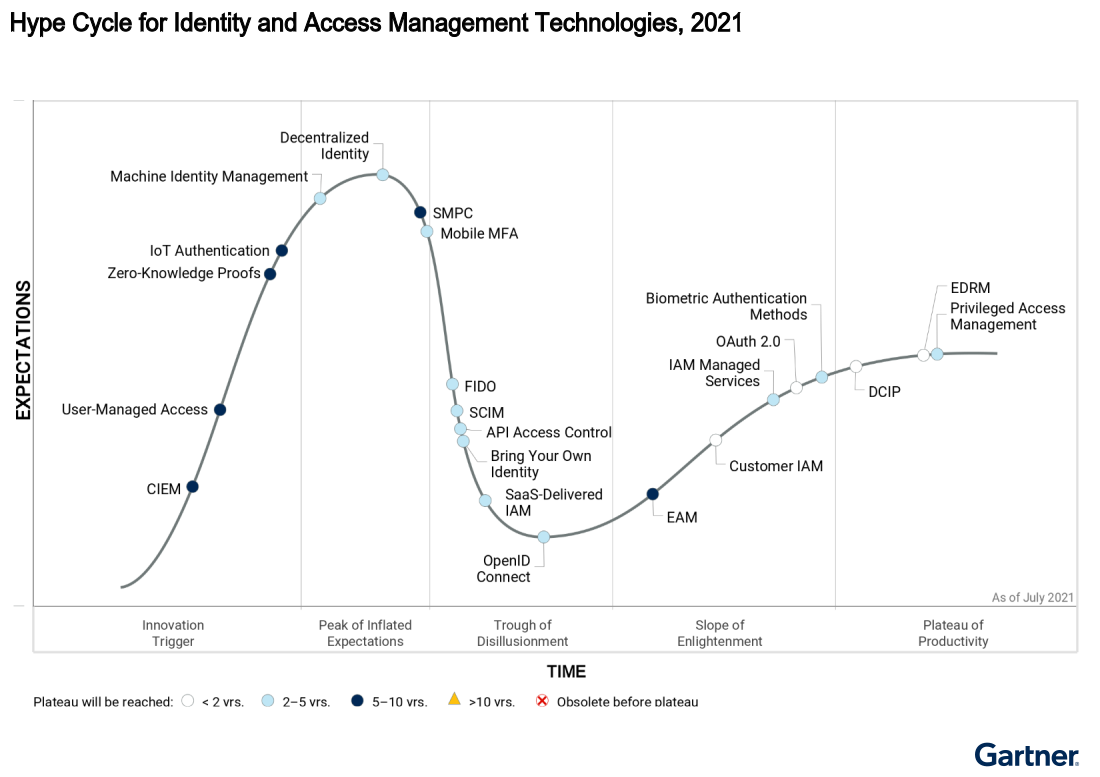 Hype Cycle for Identity and Access Management Technologies, 2021
Decentralized
Identity
Machine Identity Management
SMPC
Mobile MFA
IoT Authentication
Zero-Knowledge Proofs
EDRM
Biometric Authentication
Methods
Privileged Access
Management
OAuth 2.0
IAM Managed
Services
EXPECTATIONS
FIDO
DCIP
User-Managed Access
SCIM
API Access Control
Bring Your Own
Identity
Customer IAM
CIEM
SaaS-Delivered
IAM
EAM
OpenID
Connect
As of July 2021
Innovation
Trigger
Peak of Inflated
Expectations
Trough of
Disillusionment
Slope of
Enlightenment
Plateau of
Productivity
TIME
Plateau will be reached: < 2 yrs. 2–5 yrs. 5–10 yrs. >10 yrs. Obsolete before plateau
Gartner